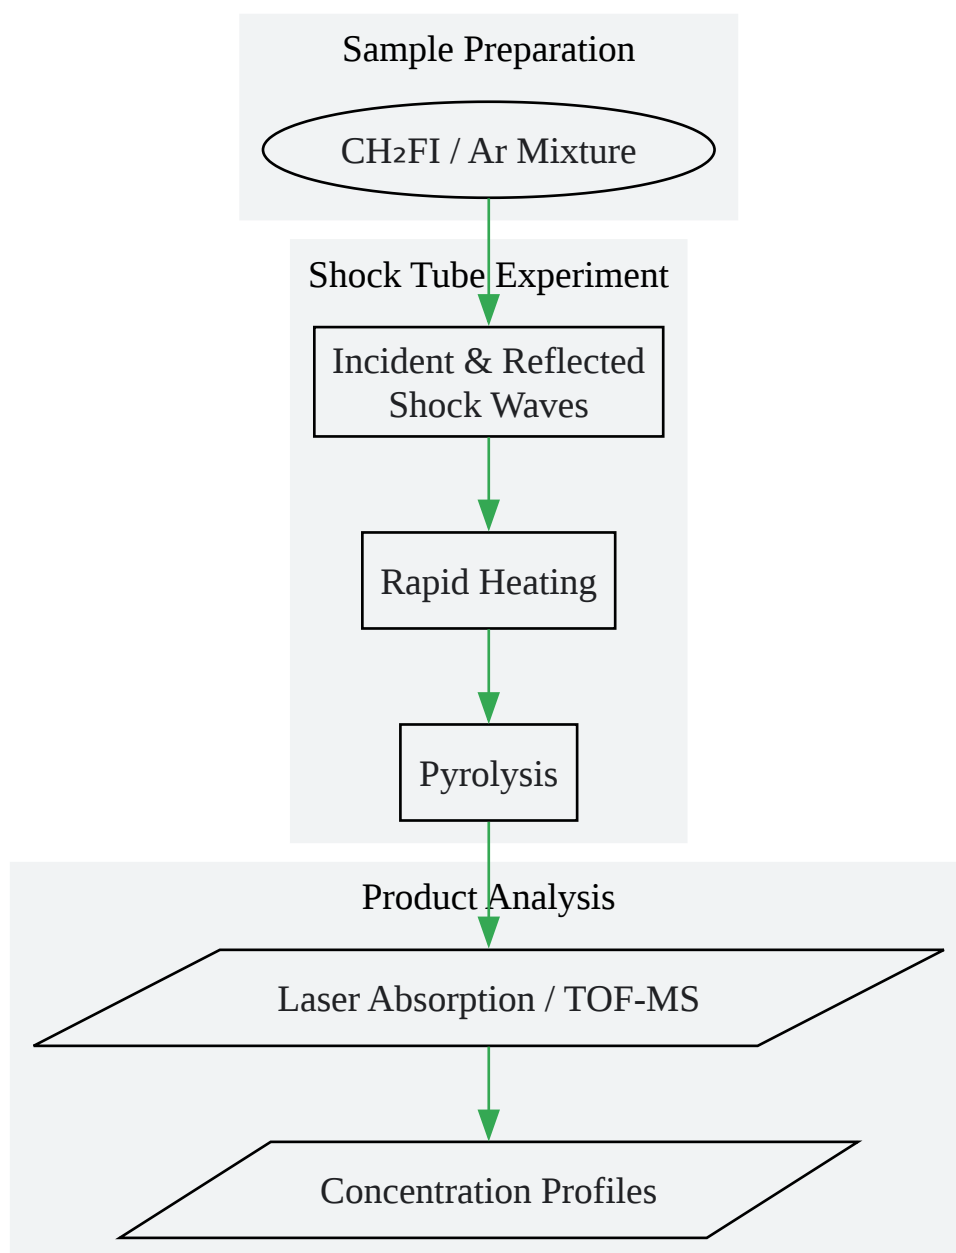 Sample Preparation
CH₂FI / Ar Mixture
Shock Tube Experiment
Incident & Reflected
Shock Waves
Rapid Heating
Pyrolysis
Product Analysis
Laser Absorption / TOF-MS
Concentration Profiles